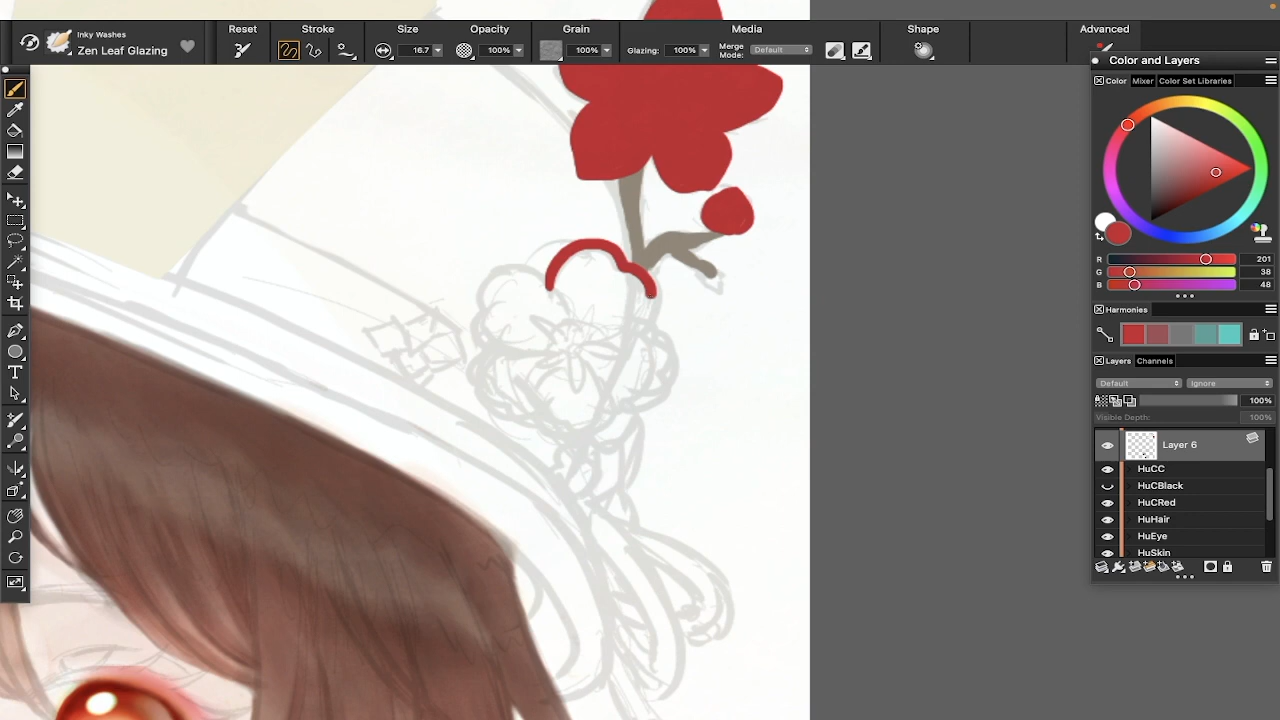 Inky Washes
Zen Leaf Glazing
Reset
Stroke
Size
Opacity
Grain
Media
Shape
Advanced
16.7
100%
100%
Glazing:
100%
Merge Mode:
Default
Color and Layers
Color
Mixer
Color Set Libraries
R
201
G
38
B
48
Harmonies
Layers
Channels
Default
Ignore
100%
Visible Depth:
100%
Layer 6
HuCC
HuCBlack
HuCRed
HuHair
HuEye
HuSkin